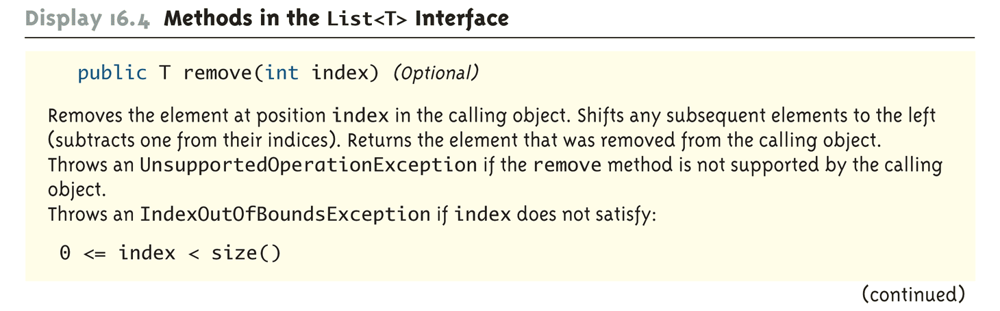 Display 16.4 Methods in the List<T> Interface
public T remove(int index) (Optional)
Removes the element at position index in the calling object. Shifts any subsequent elements to the left
(subtracts one from their indices). Returns the element that was removed from the calling object.
Throws an UnsupportedOperationException if the remove method is not supported by the calling
object.
Throws an IndexOutOfBoundsException if index does not satisfy:
0 <= index < size()
(continued)